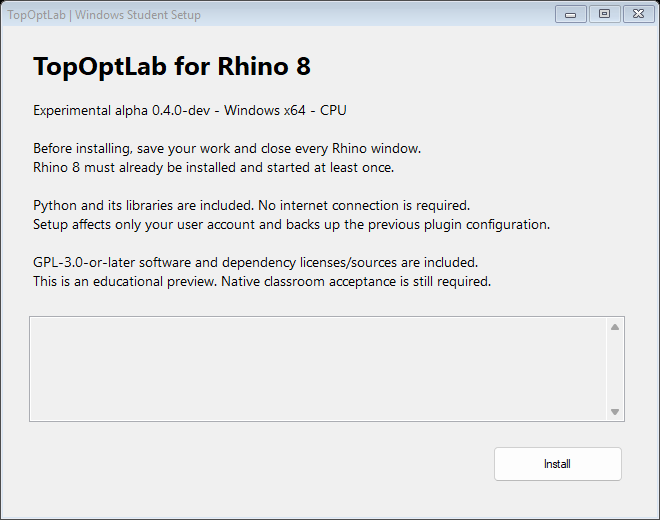 TopOptLab | Windows Student Setup
TopOptLab for Rhino 8
Experimental alpha 0.4.0-dev - Windows x64 - CPU
Before installing, save your work and close every Rhino window.
Rhino 8 must already be installed and started at least once.
Python and its libraries are included. No internet connection is required.
Setup affects only your user account and backs up the previous plugin configuration.
GPL-3.0-or-later software and dependency licenses/sources are included.
This is an educational preview. Native classroom acceptance is still required.
Install